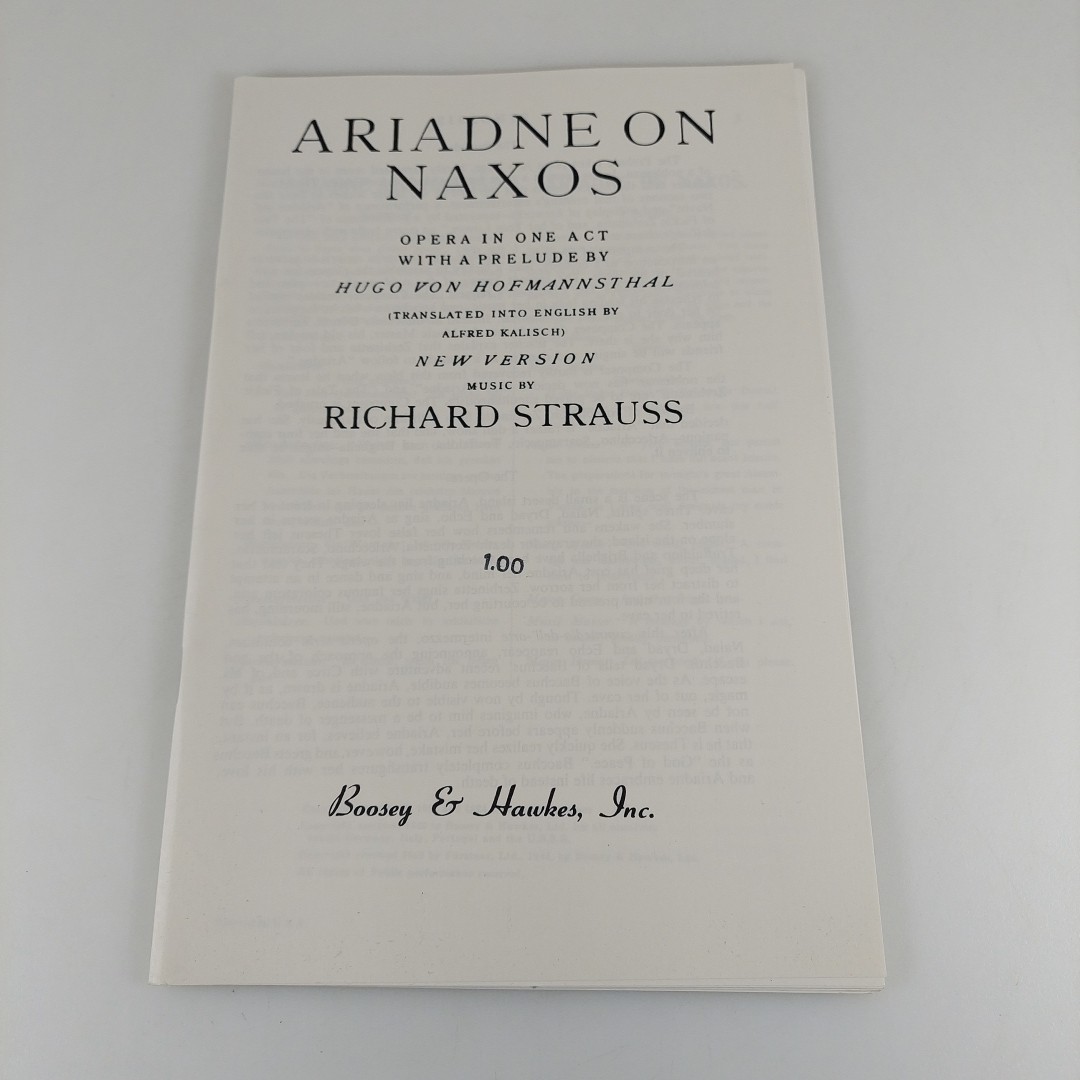 ARIADNE ON
NAXOS
OPERA IN ONE ACT
WITH A PRELUDE BY
HUGO VON HOFMANNSTHAL
(TRANSLATED INTO ENGLISH BY
ALFRED KALISCH)
NEW VERSION
MUSIC BY
RICHARD STRAUSS
1.00
Boosey & Hawkes, Inc.